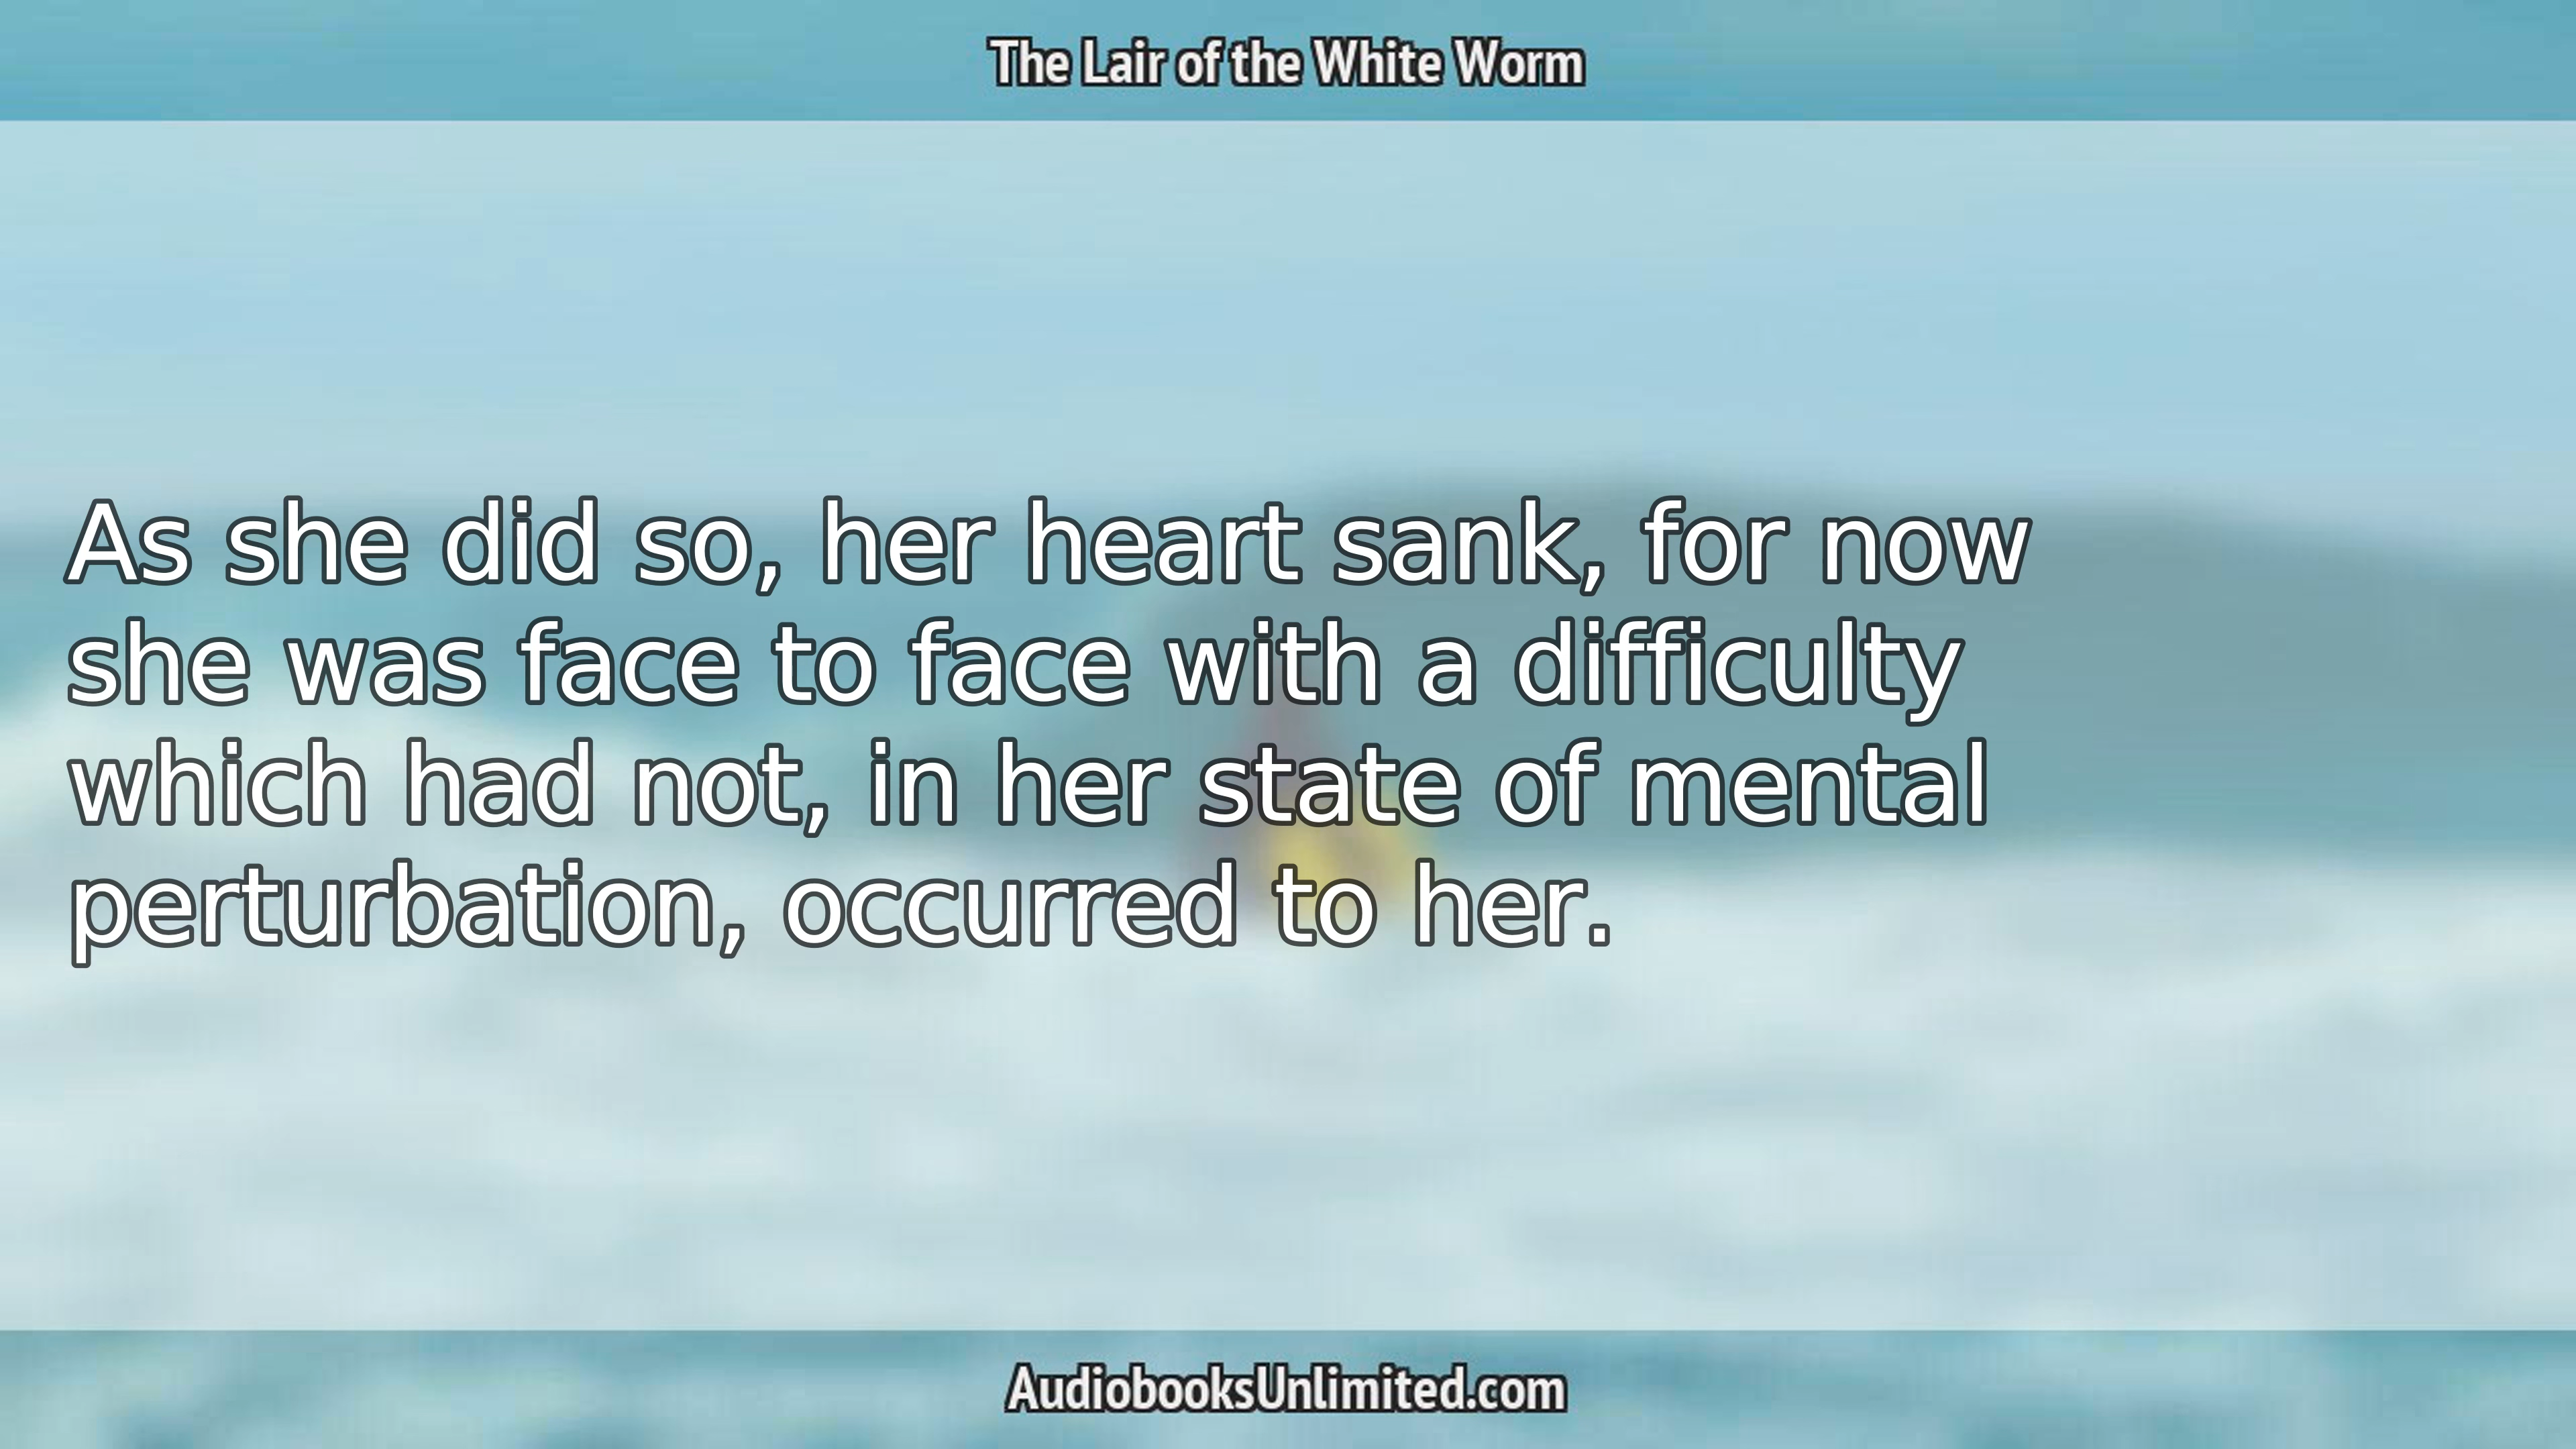 The Lair of the White Worm
As she did so, her heart sank, for now
she was face to face with a difficulty
which had not, in her state of mental
perturbation, occurred to her.
AudiobooksUnlimited.com